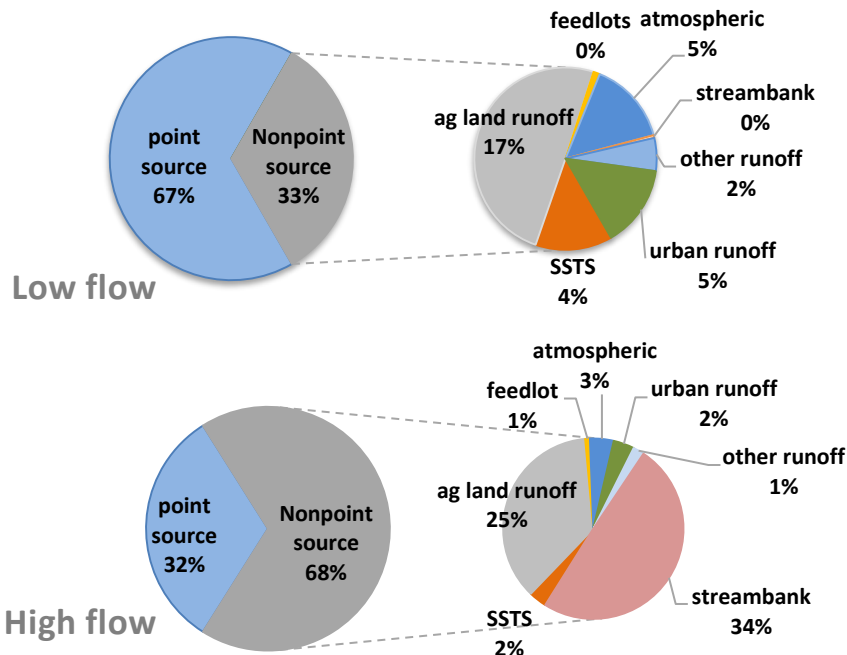 feedlots
0%
atmospheric
5%
streambank
0%
ag land runoff
17%
other runoff
2%
point
source
67%
Nonpoint
source
33%
urban runoff
5%
SSTS
4%
Low flow
atmospheric
3%
feedlot
1%
urban runoff
2%
other runoff
1%
ag land runoff
25%
point
source
32%
Nonpoint
source
68%
streambank
34%
SSTS
2%
High flow